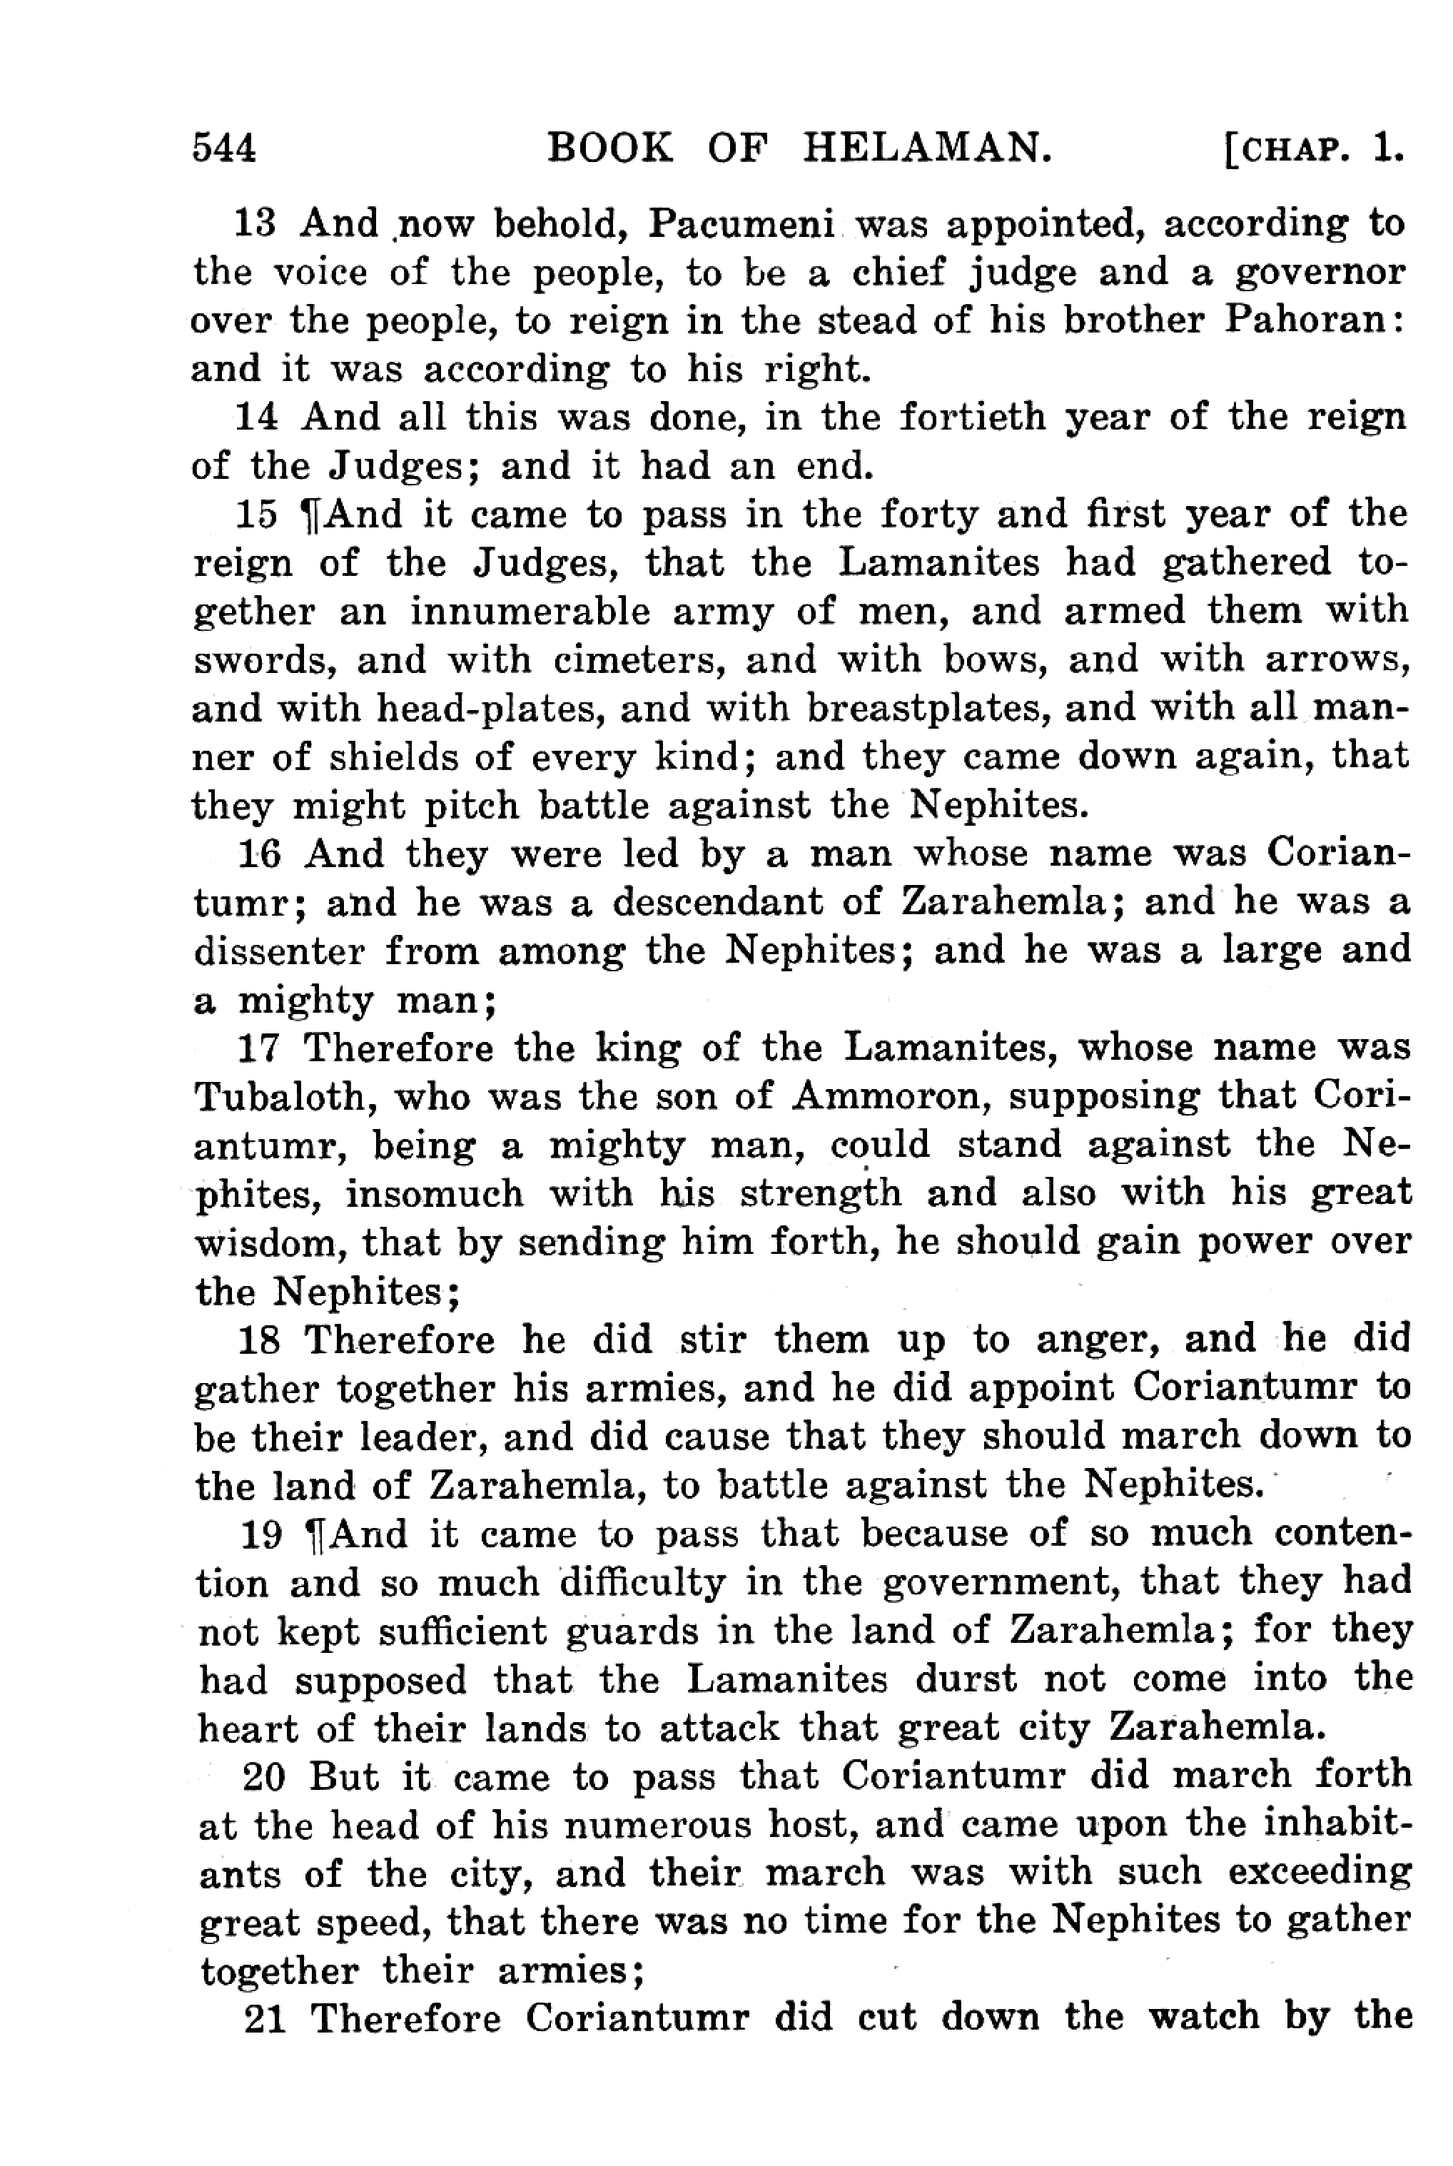 544 BOOK OF HELAMAN. [CHAP. 1.
13 And now behold, Pacumeni was appointed, according to
the voice of the people, to be a chief judge and a governor
over the people, to reign in the stead of his brother Pahoran:
and it was according to his right.
14 And all this was done, in the fortieth year of the reign
of the Judges; and it had an end.
15 ¶And it came to pass in the forty and first year of the
reign of the Judges, that the Lamanites had gathered to-
gether an innumerable army of men, and armed them with
swords, and with cimeters, and with bows, and with arrows,
and with head-plates, and with breastplates, and with all man-
ner of shields of every kind; and they came down again, that
they might pitch battle against the Nephites.
16 And they were led by a man whose name was Corian-
tumr; and he was a descendant of Zarahemla; and he was a
dissenter from among the Nephites; and he was a large and
a mighty man;
17 Therefore the king of the Lamanites, whose name was
Tubaloth, who was the son of Ammoron, supposing that Cori-
antumr, being a mighty man, could stand against the Ne-
phites, insomuch with his strength and also with his great
wisdom, that by sending him forth, he should gain power over
the Nephites;
18 Therefore he did stir them up to anger, and he did
gather together his armies, and he did appoint Coriantumr to
be their leader, and did cause that they should march down to
the land of Zarahemla, to battle against the Nephites.
19 ¶And it came to pass that because of so much conten-
tion and so much difficulty in the government, that they had
not kept sufficient guards in the land of Zarahemla; for they
had supposed that the Lamanites durst not come into the
heart of their lands to attack that great city Zarahemla.
20 But it came to pass that Coriantumr did march forth
at the head of his numerous host, and came upon the inhabit-
ants of the city, and their march was with such exceeding
great speed, that there was no time for the Nephites to gather
together their armies;
21 Therefore Coriantumr did cut down the watch by the